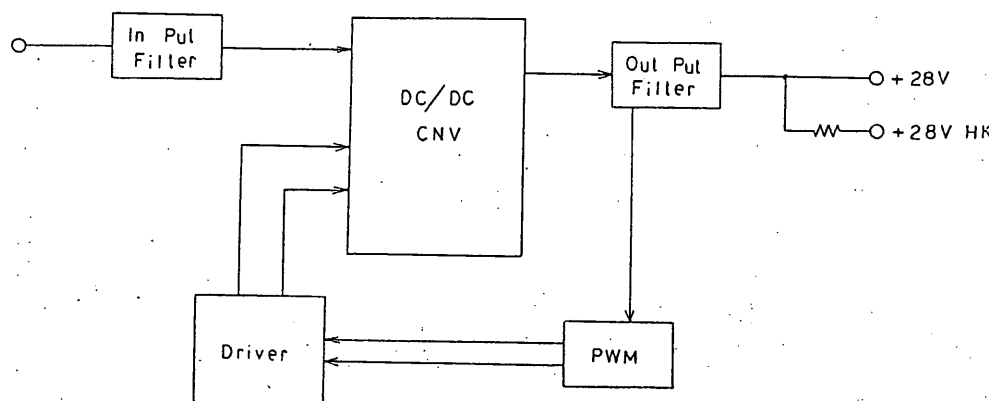 In Put
Filter
DC/DC
CNV
Out Put
Filter
+28V
+28V HK
Driver
PWM